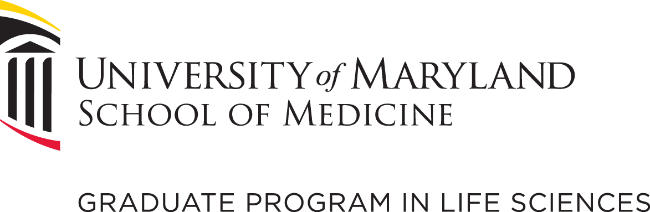 UNIVERSITY of MARYLAND
SCHOOL OF MEDICINE
GRADUATE PROGRAM IN LIFE SCIENCES